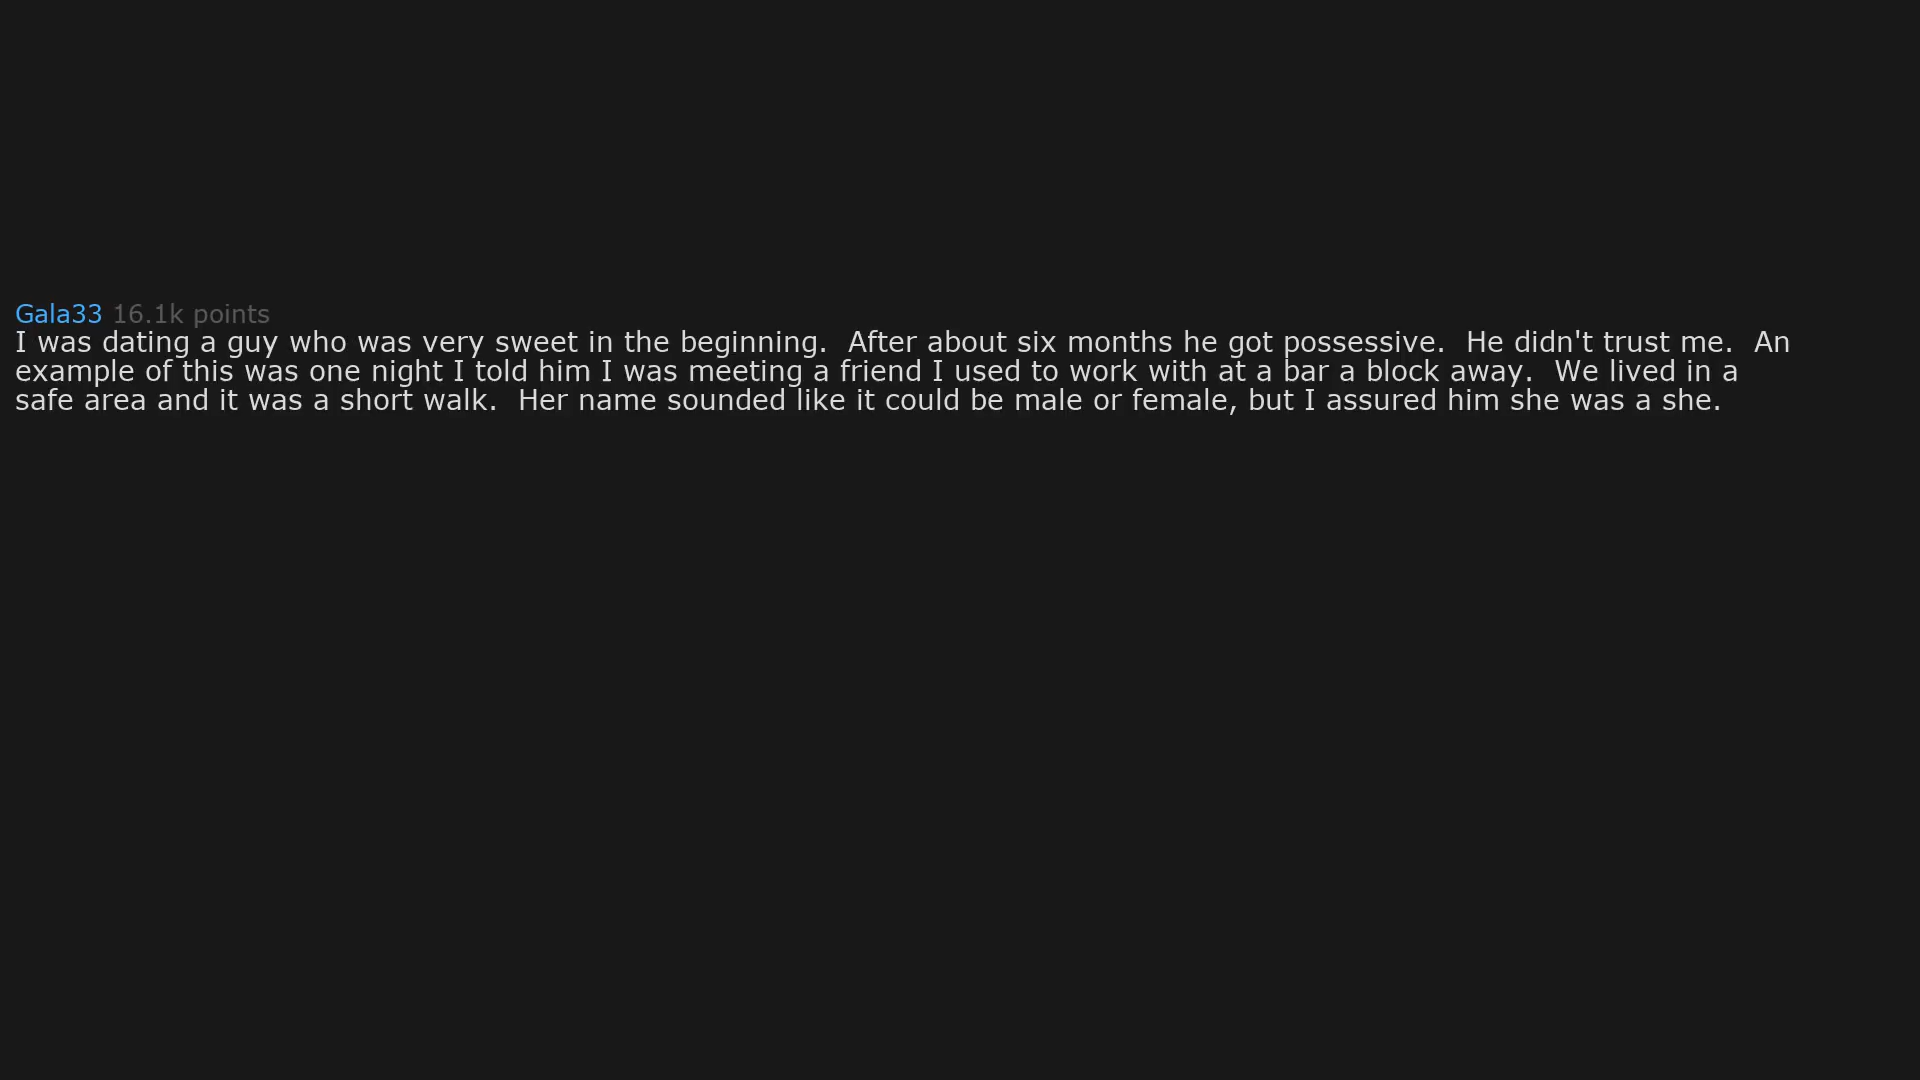 Gala33 16.1k points
I was dating a guy who was very sweet in the beginning.  After about six months he got possessive.  He didn't trust me.  An
example of this was one night I told him I was meeting a friend I used to work with at a bar a block away.  We lived in a
safe area and it was a short walk.  Her name sounded like it could be male or female, but I assured him she was a she.